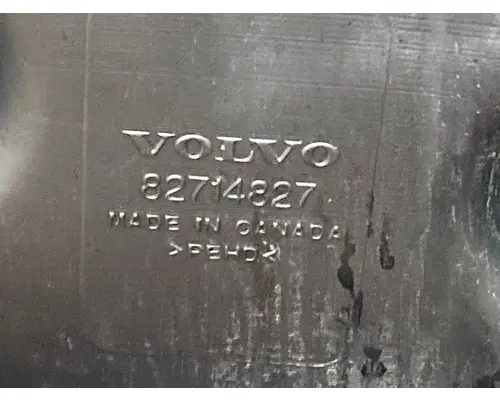 VOLVO
82714827
MADE IN CANADA
>PEHD<